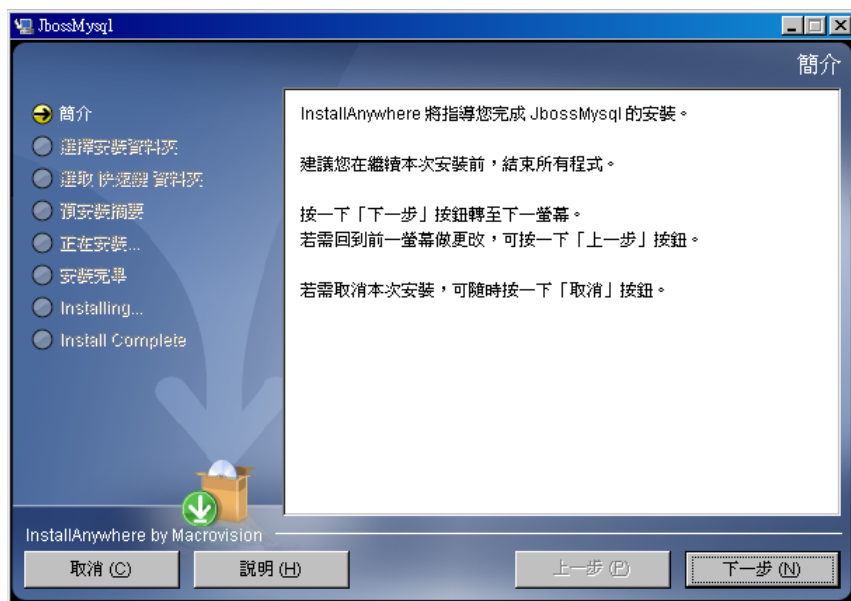 JbossMysql
簡介
簡介
選擇安裝資料夾
選取 快速鍵 資料夾
預安裝摘要
正在安裝...
安裝完畢
Installing...
Install Complete
InstallAnywhere 將指導您完成 JbossMysql 的安裝。
建議您在繼續本次安裝前，結束所有程式。
按一下「下一步」按鈕轉至下一螢幕。
若需回到前一螢幕做更改，可按一下「上一步」按鈕。
若需取消本次安裝，可隨時按一下「取消」按鈕。
InstallAnywhere by Macrovision
取消 (C)
說明 (H)
上一步 (P)
下一步 (N)